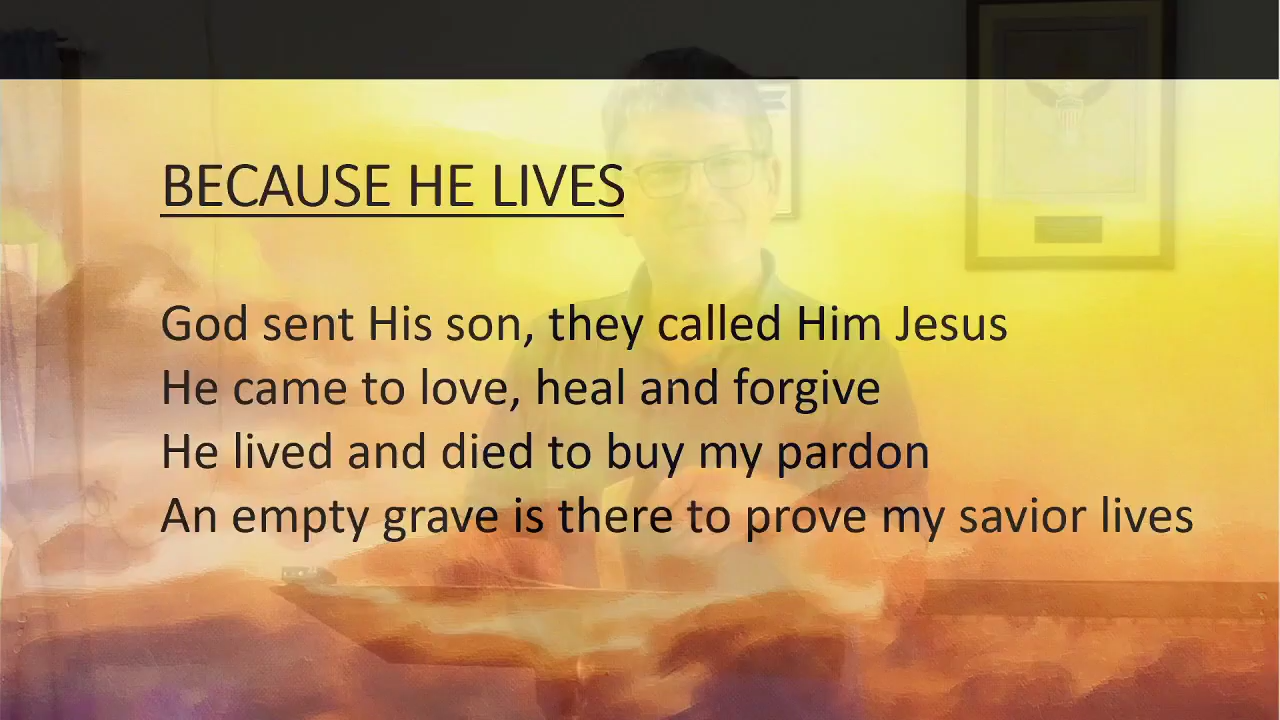 BECAUSE HE LIVES
God sent His son, they called Him Jesus
He came to love, heal and forgive
He lived and died to buy my pardon
An empty grave is there to prove my savior lives